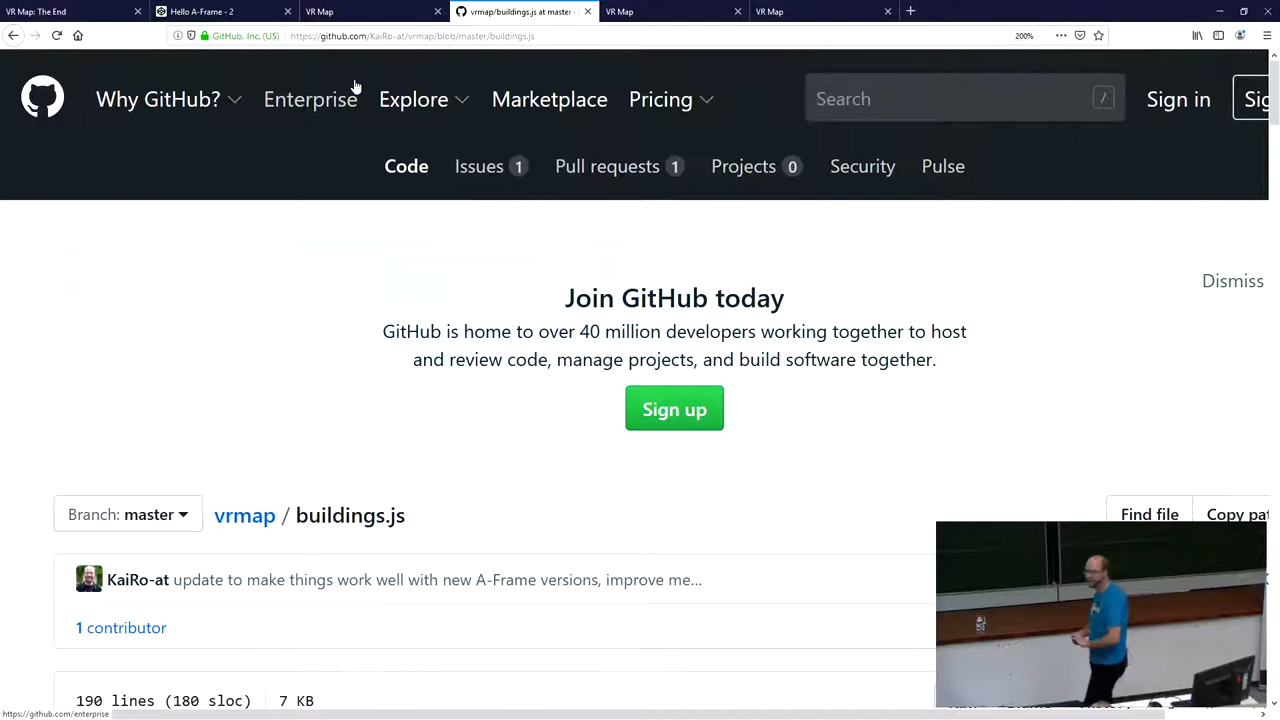 VR Map: The End
Hello A-Frame - 2
VR Map
vrmap/buildings.js at master ·
VR Map
VR Map
GitHub, Inc. (US)
https://github.com/KaiRo-at/vrmap/blob/master/buildings.js
200%
Why GitHub?
Enterprise
Explore
Marketplace
Pricing
Search
/
Sign in
Sig
Code
Issues 1
Pull requests 1
Projects 0
Security
Pulse
Dismiss
Join GitHub today
GitHub is home to over 40 million developers working together to host
and review code, manage projects, and build software together.
Sign up
Branch: master
vrmap / buildings.js
Find file
Copy pat
KaiRo-at update to make things work well with new A-Frame versions, improve me...
1 contributor
190 lines (180 sloc)
7 KB
https://github.com/enterprise